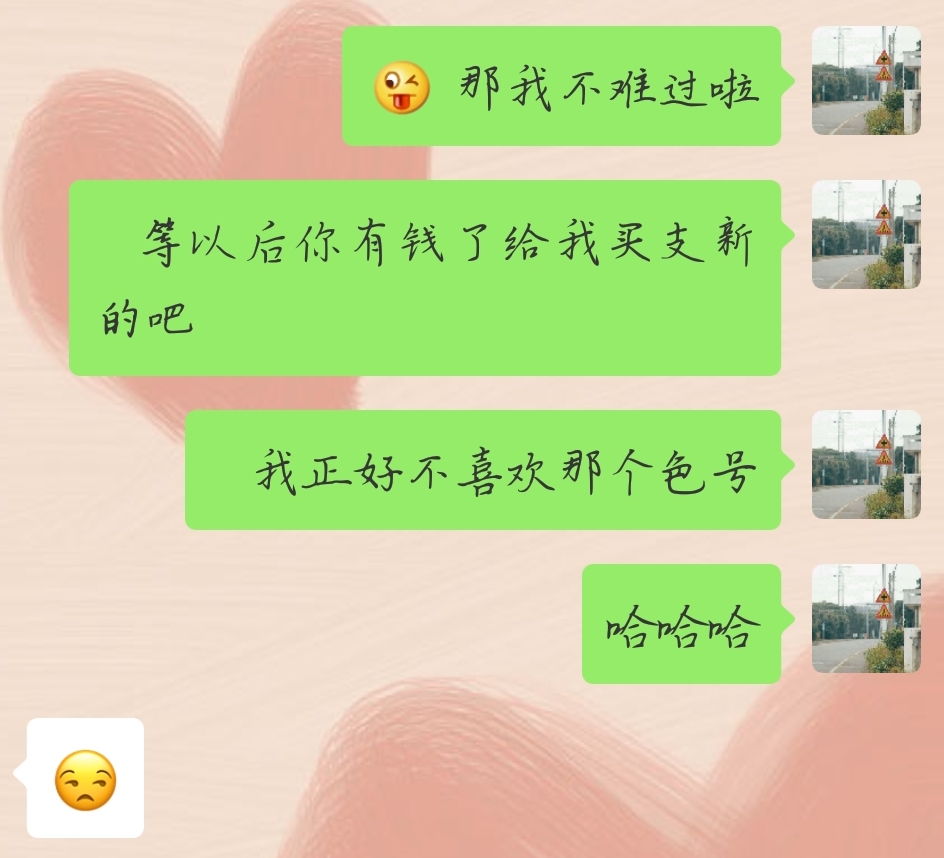 😜 那我不难过啦
等以后你有钱了给我买支新
的吧
我正好不喜欢那个色号
哈哈哈
😒